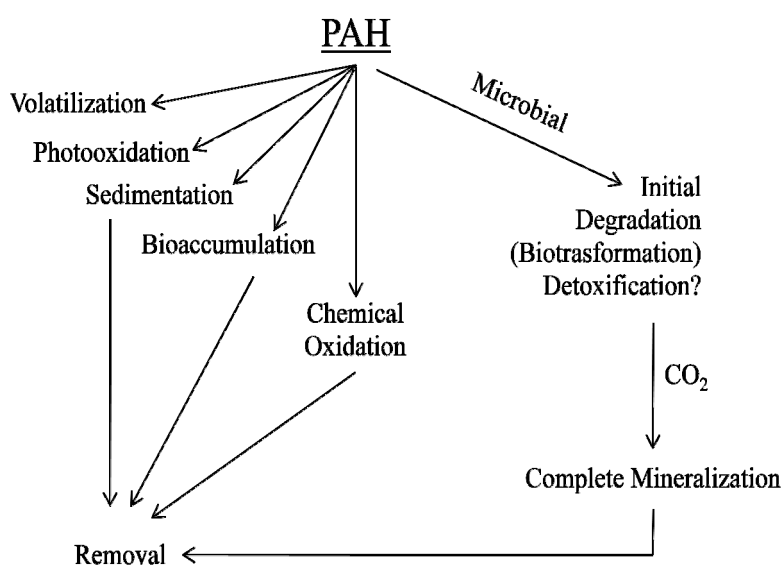 PAH
Microbial
Volatilization
Photooxidation
Sedimentation
Bioaccumulation
Chemical
Oxidation
Initial
Degradation
(Biotrasformation)
Detoxification?
CO₂
Complete Mineralization
Removal